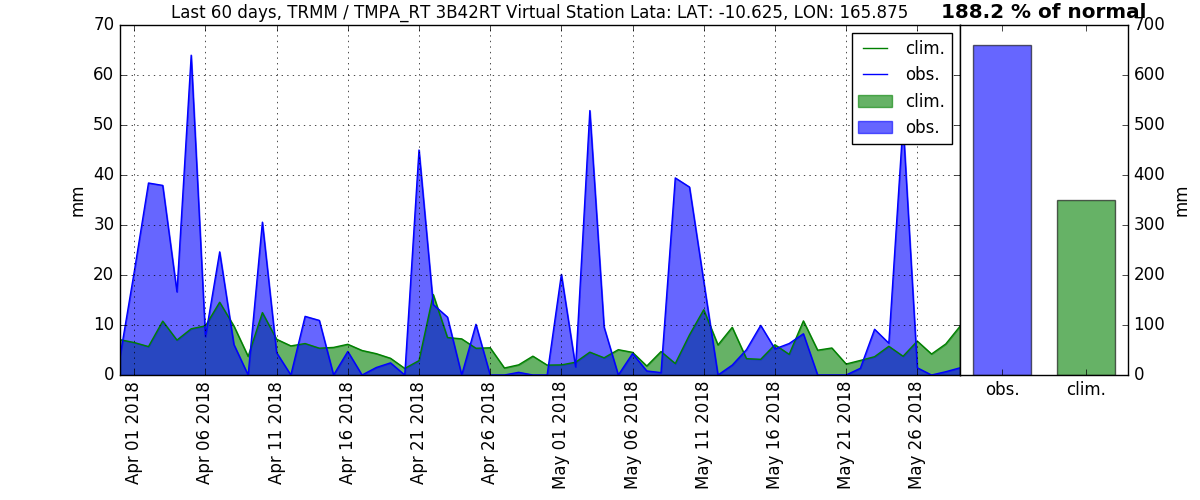 Last 60 days, TRMM / TMPA_RT 3B42RT Virtual Station Lata: LAT: -10.625, LON: 165.875
188.2 % of normal
70
60
50
40
30
20
10
0
mm
clim.
obs.
clim.
obs.
700
600
500
400
300
200
100
0
mm
Apr 01 2018
Apr 06 2018
Apr 11 2018
Apr 16 2018
Apr 21 2018
Apr 26 2018
May 01 2018
May 06 2018
May 11 2018
May 16 2018
May 21 2018
May 26 2018
obs.
clim.